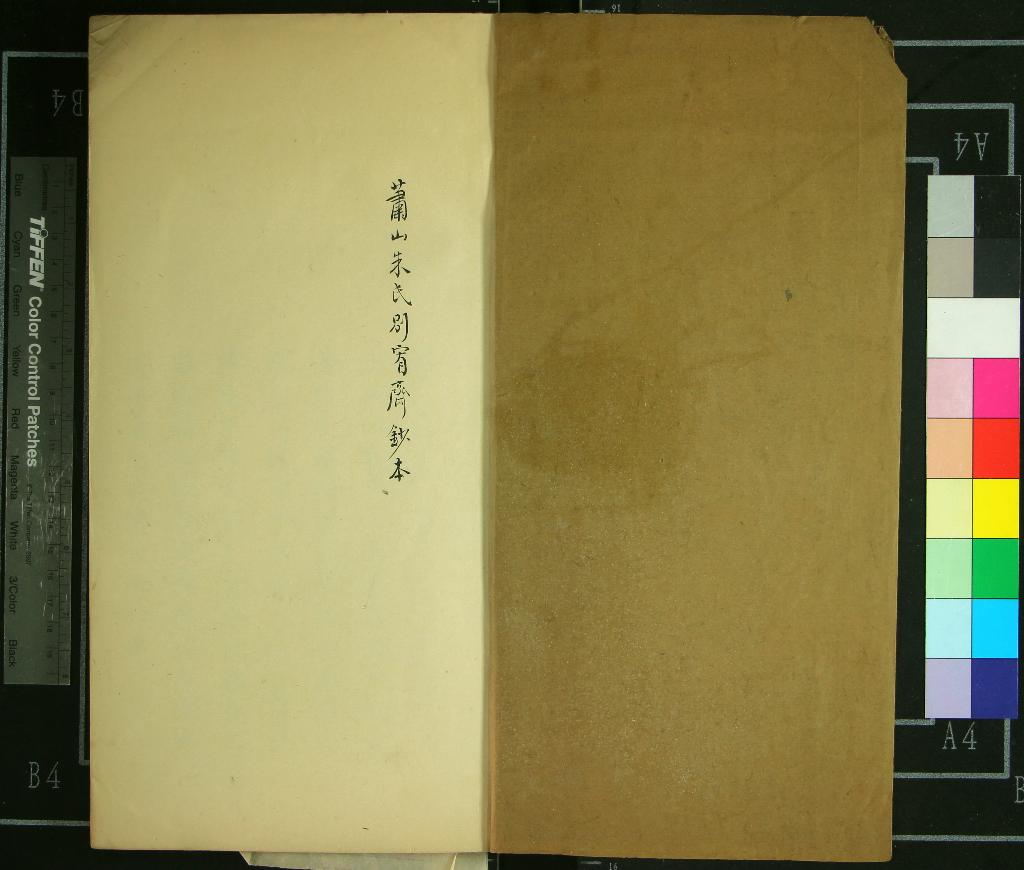 蕭山朱氏別宥齋鈔本
TIFFEN Color Control Patches
Blue Cyan Green Yellow Red Magenta White 3/Color Black
B4
B4
A4
A4